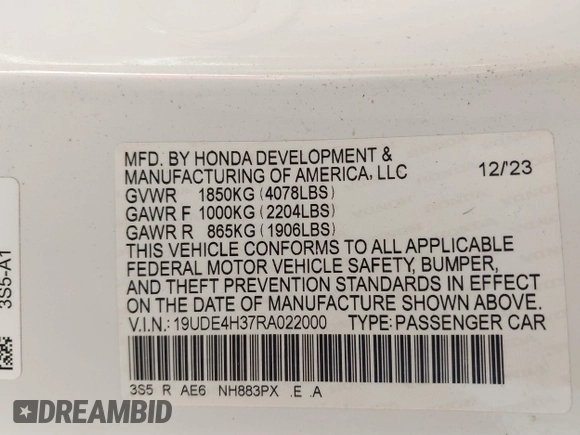 MFD. BY HONDA DEVELOPMENT &
MANUFACTURING OF AMERICA, LLC 12/23
GVWR 1850KG (4078LBS)
GAWR F 1000KG (2204LBS)
GAWR R 865KG (1906LBS)
THIS VEHICLE CONFORMS TO ALL APPLICABLE
FEDERAL MOTOR VEHICLE SAFETY, BUMPER,
AND THEFT PREVENTION STANDARDS IN EFFECT
ON THE DATE OF MANUFACTURE SHOWN ABOVE.
V.I.N.:19UDE4H37RA022000 TYPE:PASSENGER CAR
3S5 R AE6 NH883PX .E .A
3S5-A1
DREAMBID